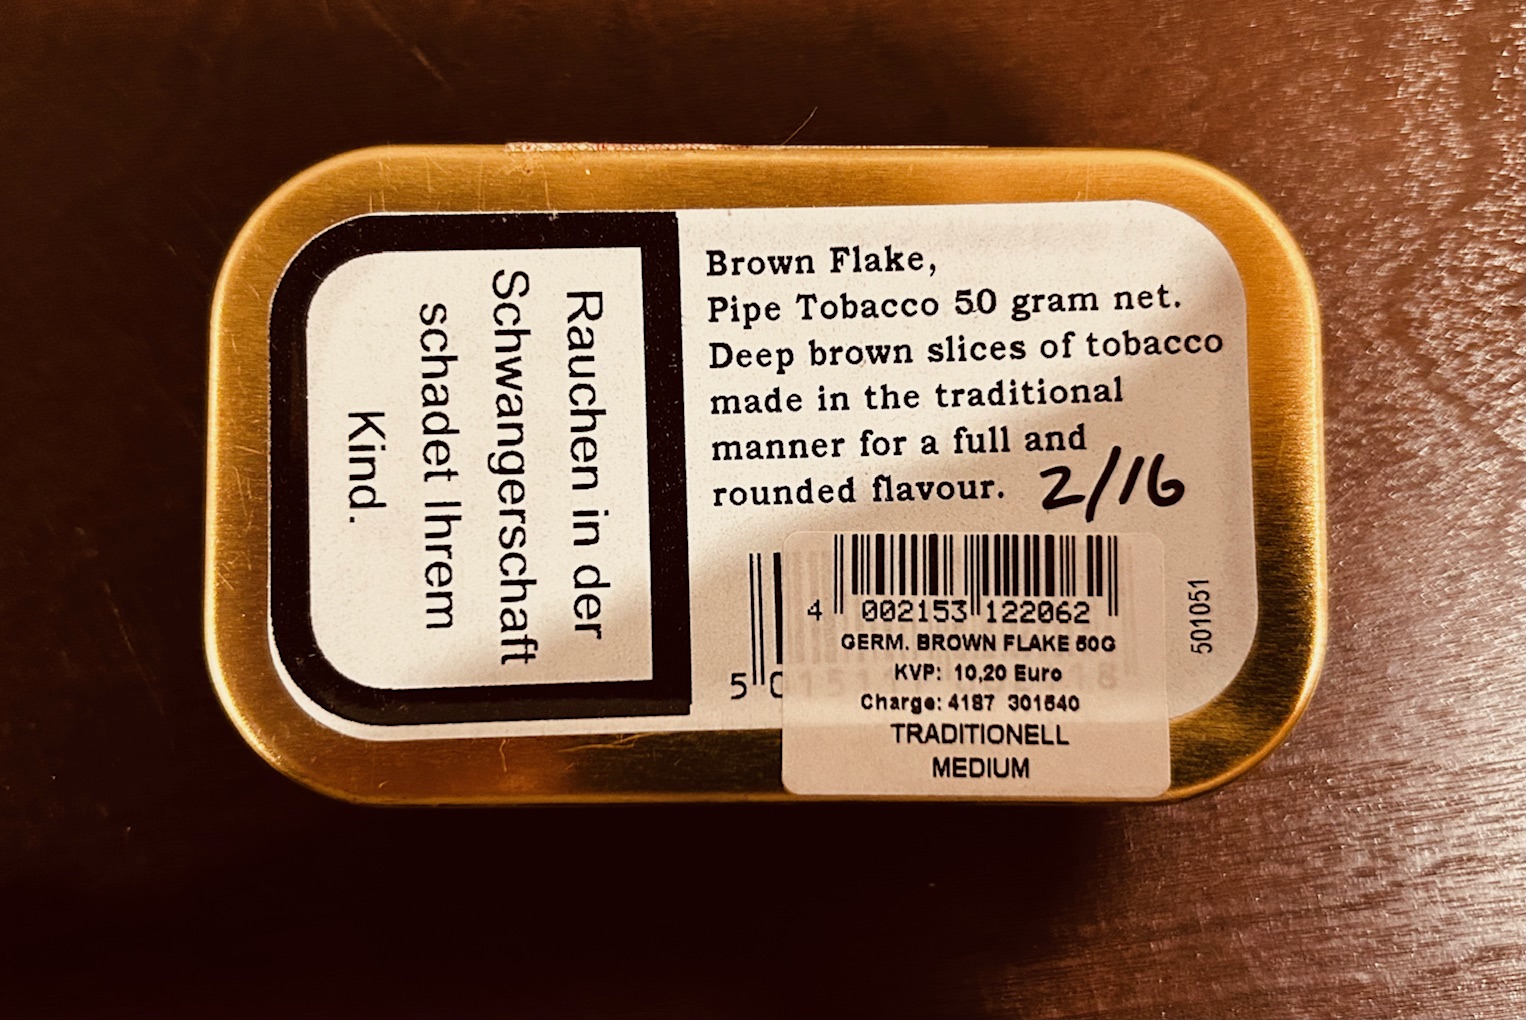 Rauchen in der
Schwangerschaft
schadet Ihrem
Kind.
Brown Flake,
Pipe Tobacco 50 gram net.
Deep brown slices of tobacco
made in the traditional
manner for a full and
rounded flavour.
2/16
4 002153 122062
GERM. BROWN FLAKE 50G
KVP: 10,20 Euro
Charge: 4187 301540
TRADITIONELL
MEDIUM
501051